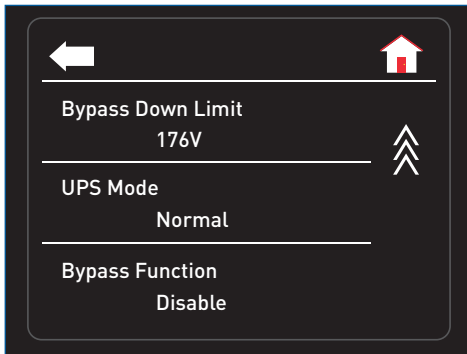 Bypass Down Limit
176V
UPS Mode
Normal
Bypass Function
Disable